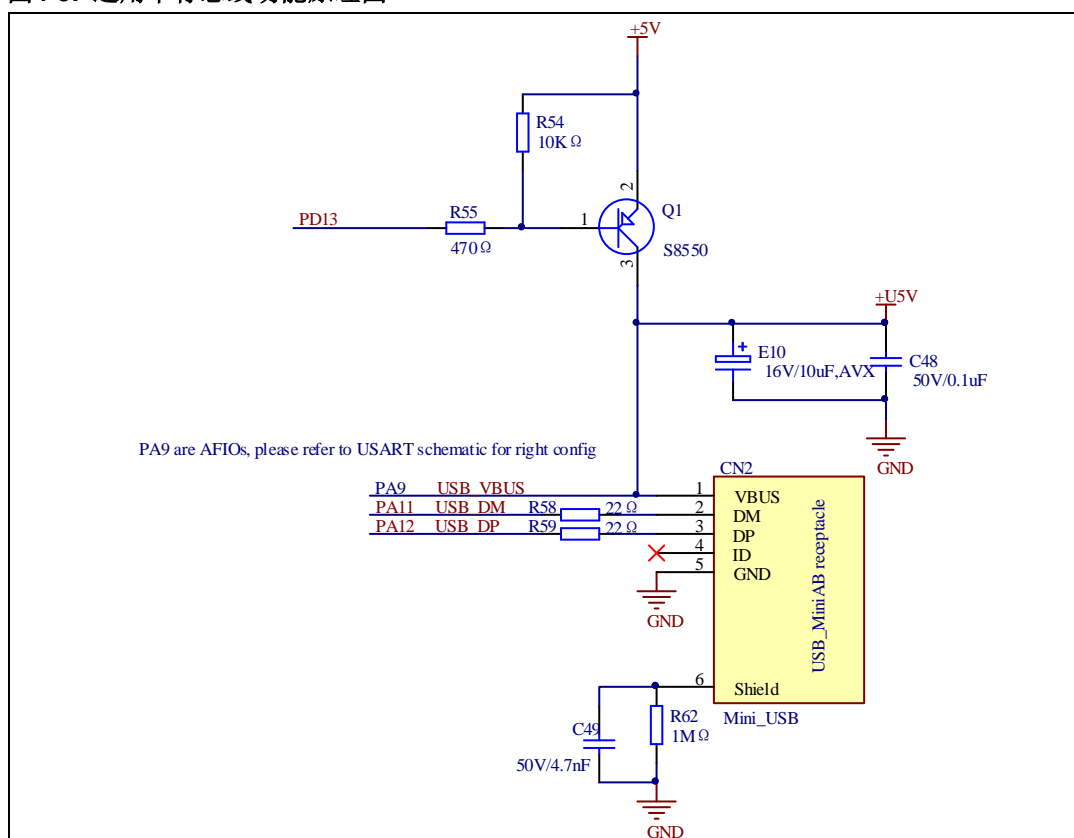 +5V
R54
10KΩ
2
PD13
R55
470Ω
1
Q1
S8550
3
+U5V
E10
16V/10uF,AVX
C48
50V/0.1uF
GND
PA9 are AFIOs, please refer to USART schematic for right config
CN2
PA9 USB_VBUS 1 VBUS
PA11 USB_DM R58 22Ω 2 DM
PA12 USB_DP R59 22Ω 3 DP
4 ID
5 GND
GND
USB_MiniAB receptacle
6 Shield
Mini_USB
C49
50V/4.7nF
R62
1MΩ
GND